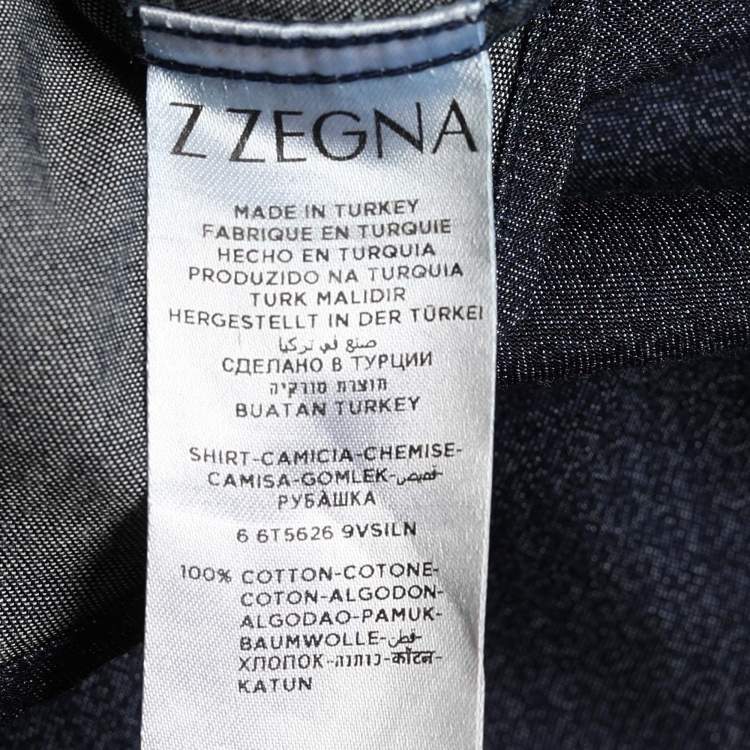 Z ZEGNA
MADE IN TURKEY
FABRIQUE EN TURQUIE
HECHO EN TURQUIA
PRODUZIDO NA TURQUIA
TURK MALIDIR
HERGESTELLT IN DER TÜRKEI
صنع في تركيا
СДЕЛАНО В ТУРЦИИ
תוצרת טורקיה
BUATAN TURKEY
SHIRT-CAMICIA-CHEMISE-
CAMISA-GOMLEK-قميص-
РУБАШКА
6 6T5626 9VSILN
100% COTTON-COTONE-
COTON-ALGODON-
ALGODAO-PAMUK-
BAUMWOLLE-قطن-
ХЛОПОК-כותנה-कॉटन-
KATUN